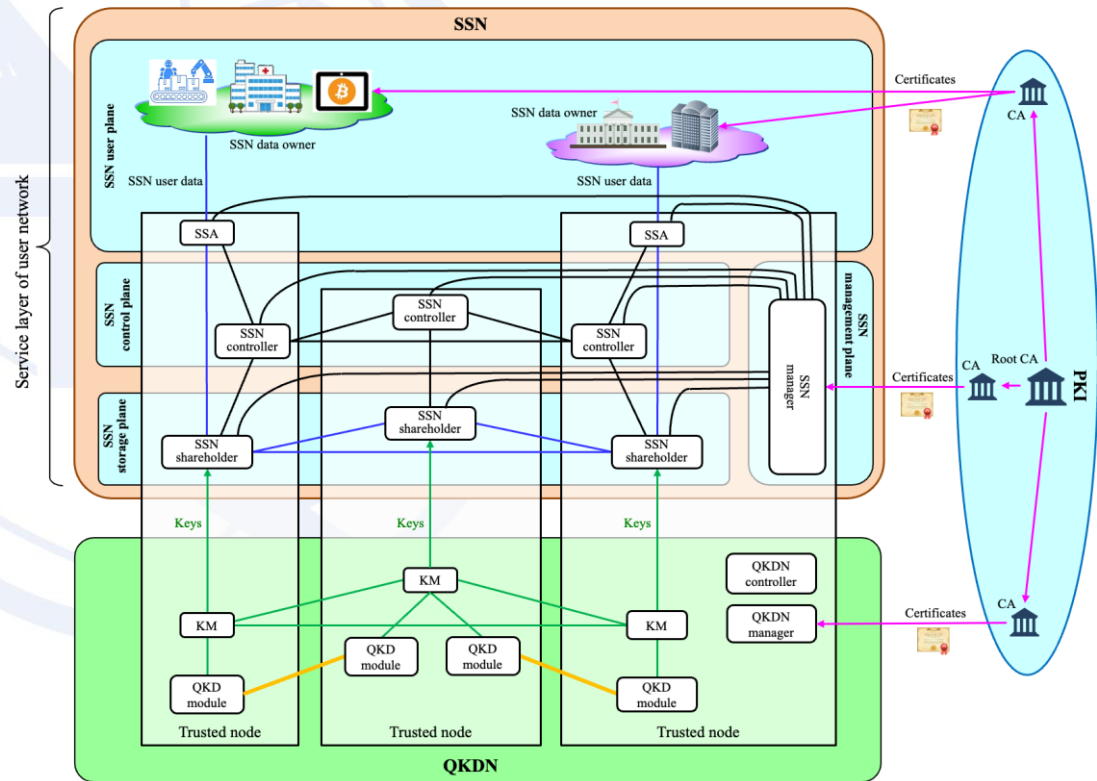 SSN
Service layer of user network
SSN user plane
SSN data owner
SSN data owner
SSN user data
SSN user data
Certificates
CA
SSA
SSA
SSN
control plane
SSN
controller
SSN
controller
SSN
controller
SSN
management plane
SSN
manager
Certificates
CA
Root CA
PKI
SSN
storage plane
SSN
shareholder
SSN
shareholder
SSN
shareholder
Keys
Keys
Keys
KM
KM
KM
QKDN
controller
QKDN
manager
Certificates
CA
QKD
module
QKD
module
QKD
module
QKD
module
Trusted node
Trusted node
Trusted node
QKDN